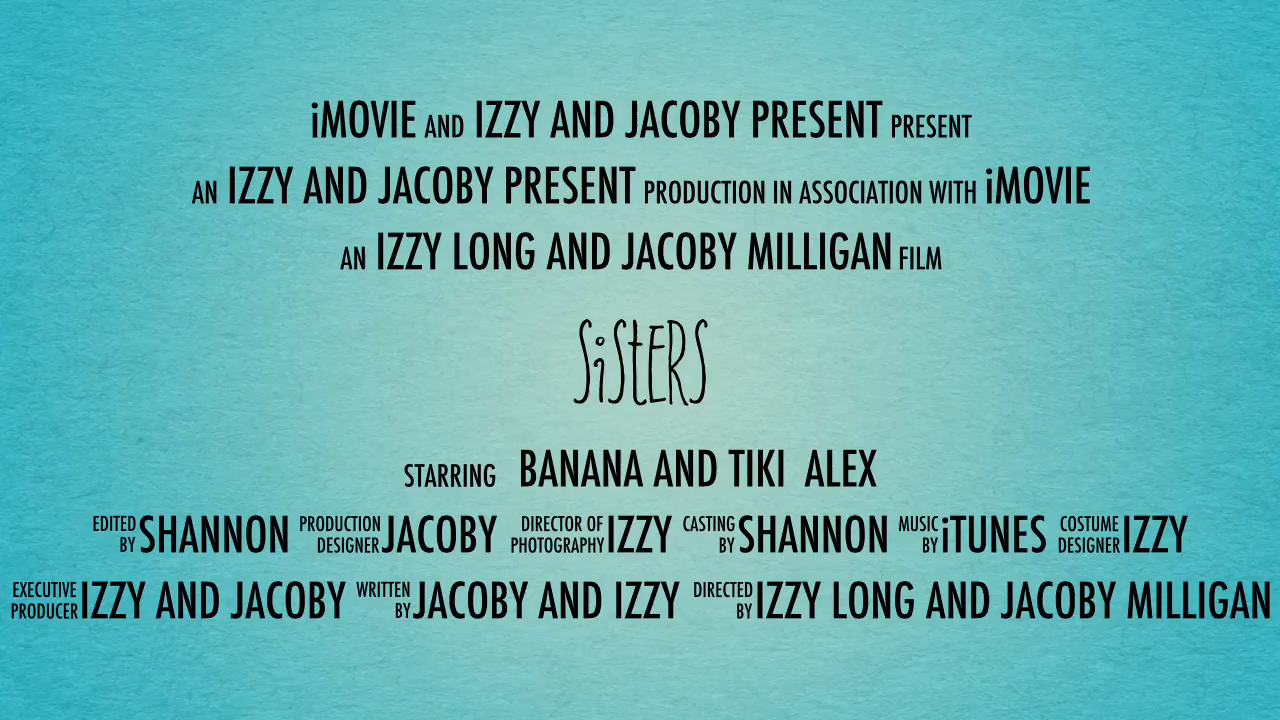 iMOVIE AND IZZY AND JACOBY PRESENT PRESENT
AN IZZY AND JACOBY PRESENT PRODUCTION IN ASSOCIATION WITH iMOVIE
AN IZZY LONG AND JACOBY MILLIGAN FILM
SiStERS
STARRING BANANA AND TIKI ALEX
EDITED BY SHANNON PRODUCTION DESIGNER JACOBY DIRECTOR OF PHOTOGRAPHY IZZY CASTING BY SHANNON MUSIC BY iTUNES COSTUME DESIGNER IZZY
EXECUTIVE PRODUCER IZZY AND JACOBY WRITTEN BY JACOBY AND IZZY DIRECTED BY IZZY LONG AND JACOBY MILLIGAN